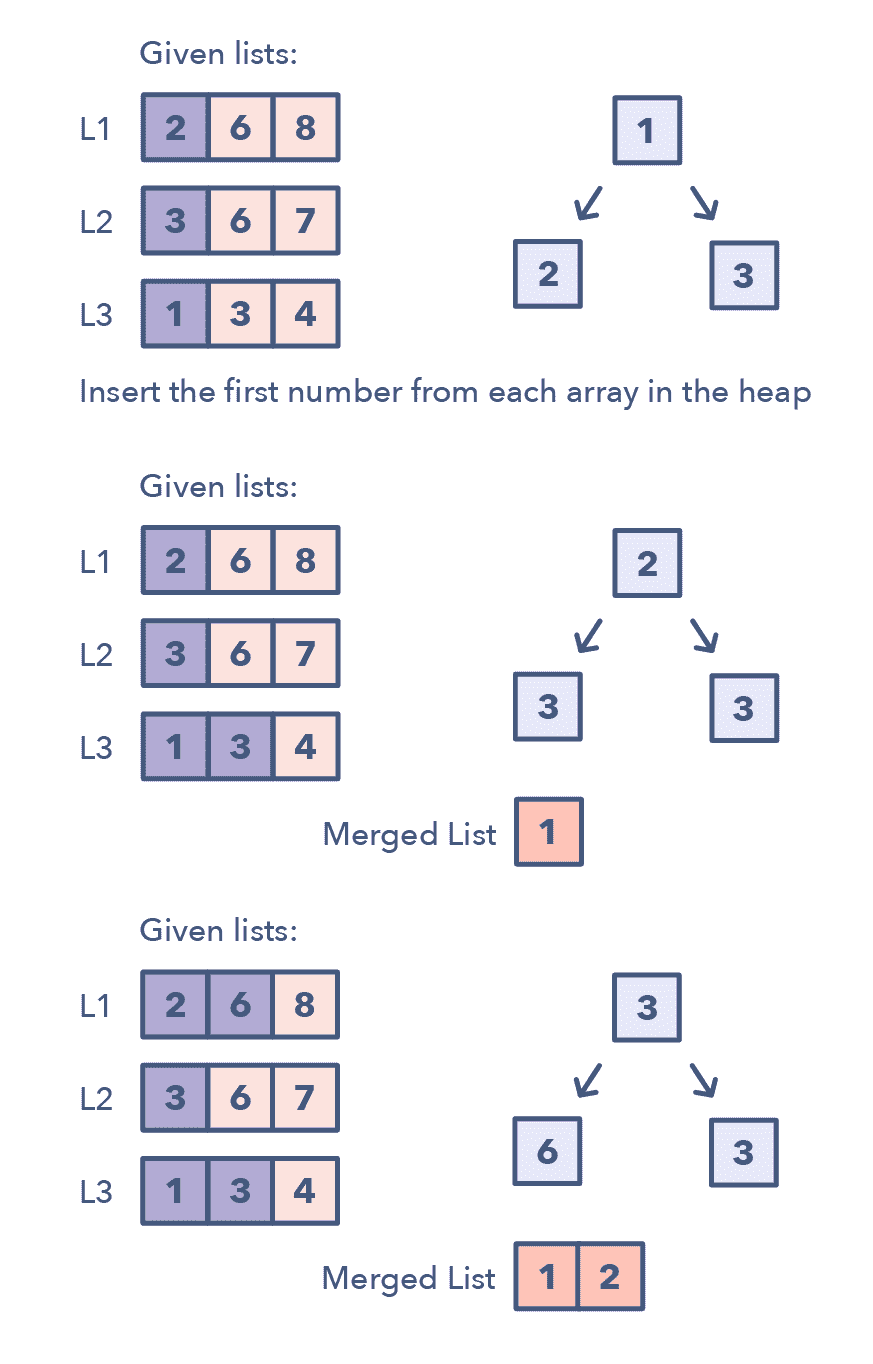 Given lists:
L1 2 6 8
1
L2 3 6 7
2 3
L3 1 3 4
Insert the first number from each array in the heap
Given lists:
L1 2 6 8
2
L2 3 6 7
3 3
L3 1 3 4
Merged List 1
Given lists:
L1 2 6 8
3
L2 3 6 7
6 3
L3 1 3 4
Merged List 1 2